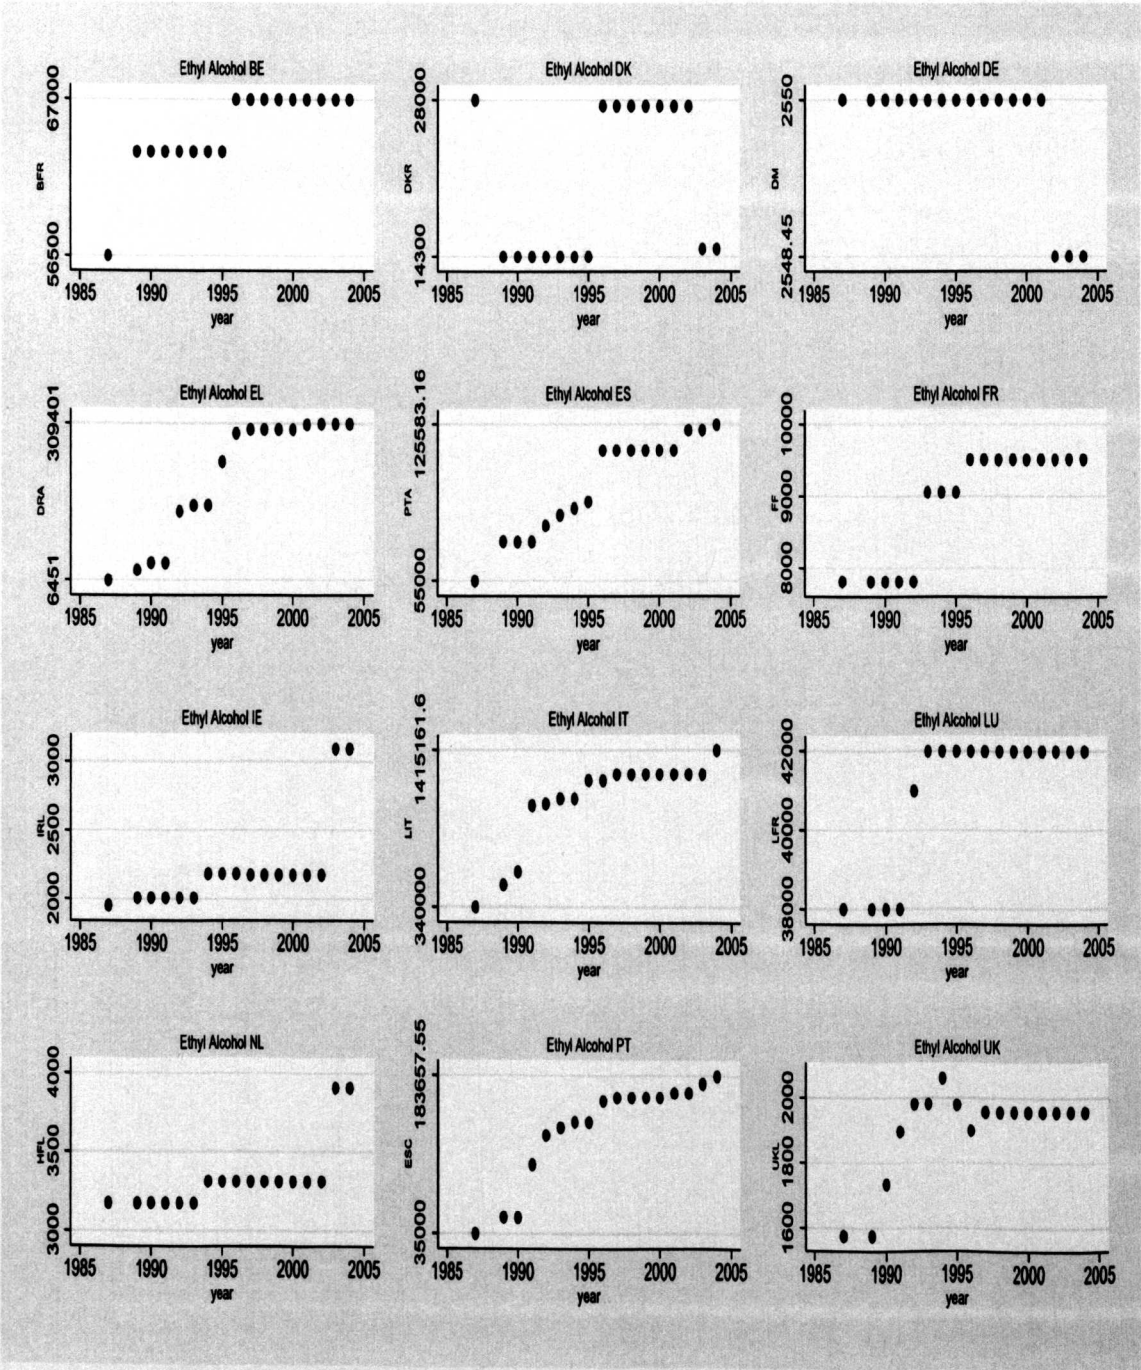 Ethyl Alcohol BE
BFR
67000
56500
1985 1990 1995 2000 2005
year
Ethyl Alcohol DK
DKR
28000
14300
1985 1990 1995 2000 2005
year
Ethyl Alcohol DE
DM
2550
2548.45
1985 1990 1995 2000 2005
year
Ethyl Alcohol EL
DRA
309401
6451
1985 1990 1995 2000 2005
year
Ethyl Alcohol ES
PTA
125583.16
55000
1985 1990 1995 2000 2005
year
Ethyl Alcohol FR
FF
10000
9000
8000
1985 1990 1995 2000 2005
year
Ethyl Alcohol IE
IRL
3000
2500
2000
1985 1990 1995 2000 2005
year
Ethyl Alcohol IT
LIT
1415161.6
340000
1985 1990 1995 2000 2005
year
Ethyl Alcohol LU
LFR
42000
40000
38000
1985 1990 1995 2000 2005
year
Ethyl Alcohol NL
HFL
4000
3500
3000
1985 1990 1995 2000 2005
year
Ethyl Alcohol PT
ESC
183657.55
35000
1985 1990 1995 2000 2005
year
Ethyl Alcohol UK
UKL
2000
1800
1600
1985 1990 1995 2000 2005
year